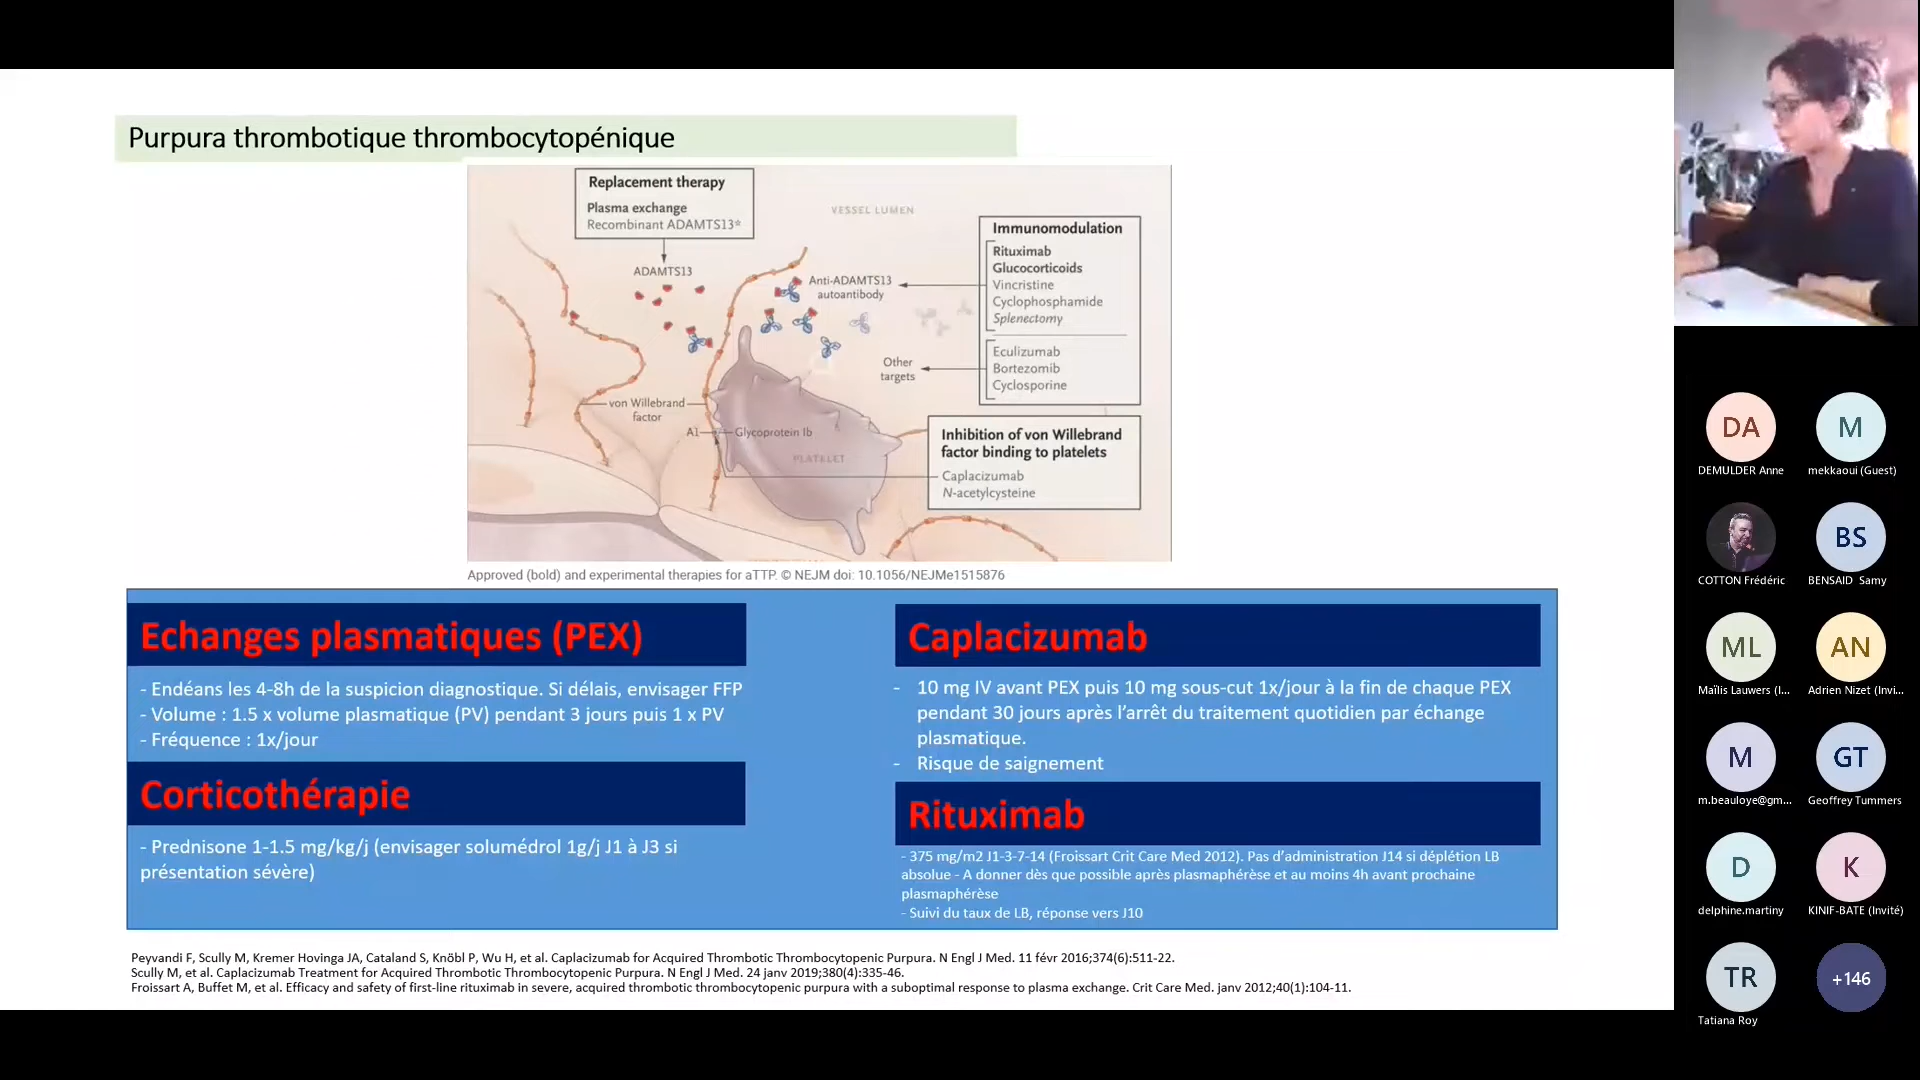 Purpura thrombotique thrombocytopénique
Replacement therapy
Plasma exchange
Recombinant ADAMTS13*
ADAMTS13
VESSEL LUMEN
Anti-ADAMTS13
autoantibody
Immunomodulation
Rituximab
Glucocorticoids
Vincristine
Cyclophosphamide
Splenectomy
Eculizumab
Bortezomib
Cyclosporine
Other
targets
von Willebrand
factor
A1
Glycoprotein Ib
PLATELET
Inhibition of von Willebrand
factor binding to platelets
Caplacizumab
N-acetylcysteine
Approved (bold) and experimental therapies for aTTP. © NEJM doi: 10.1056/NEJMe1515876
Echanges plasmatiques (PEX)
- Endéans les 4-8h de la suspicion diagnostique. Si délais, envisager FFP
- Volume : 1.5 x volume plasmatique (PV) pendant 3 jours puis 1 x PV
- Fréquence : 1x/jour
Corticothérapie
- Prednisone 1-1.5 mg/kg/j (envisager solumédrol 1g/j J1 à J3 si
présentation sévère)
Caplacizumab
- 10 mg IV avant PEX puis 10 mg sous-cut 1x/jour à la fin de chaque PEX
pendant 30 jours après l'arrêt du traitement quotidien par échange
plasmatique.
- Risque de saignement
Rituximab
- 375 mg/m2 J1-3-7-14 (Froissart Crit Care Med 2012). Pas d'administration J14 si déplétion LB
absolue - A donner dès que possible après plasmaphérèse et au moins 4h avant prochaine
plasmaphérèse
- Suivi du taux de LB, réponse vers J10
Peyvandi F, Scully M, Kremer Hovinga JA, Cataland S, Knöbl P, Wu H, et al. Caplacizumab for Acquired Thrombotic Thrombocytopenic Purpura. N Engl J Med. 11 févr 2016;374(6):511-22.
Scully M, et al. Caplacizumab Treatment for Acquired Thrombotic Thrombocytopenic Purpura. N Engl J Med. 24 janv 2019;380(4):335-46.
Froissart A, Buffet M, et al. Efficacy and safety of first-line rituximab in severe, acquired thrombotic thrombocytopenic purpura with a suboptimal response to plasma exchange. Crit Care Med. janv 2012;40(1):104-11.
DA
DEMULDER Anne
M
mekkaoui (Guest)
COTTON Frédéric
BS
BENSAID Samy
ML
Maïlis Lauwers (I...
AN
Adrien Nizet (Invi...
M
m.beauloye@gm...
GT
Geoffrey Tummers
D
delphine.martiny
K
KINIF-BATE (Invité)
TR
Tatiana Roy
+146